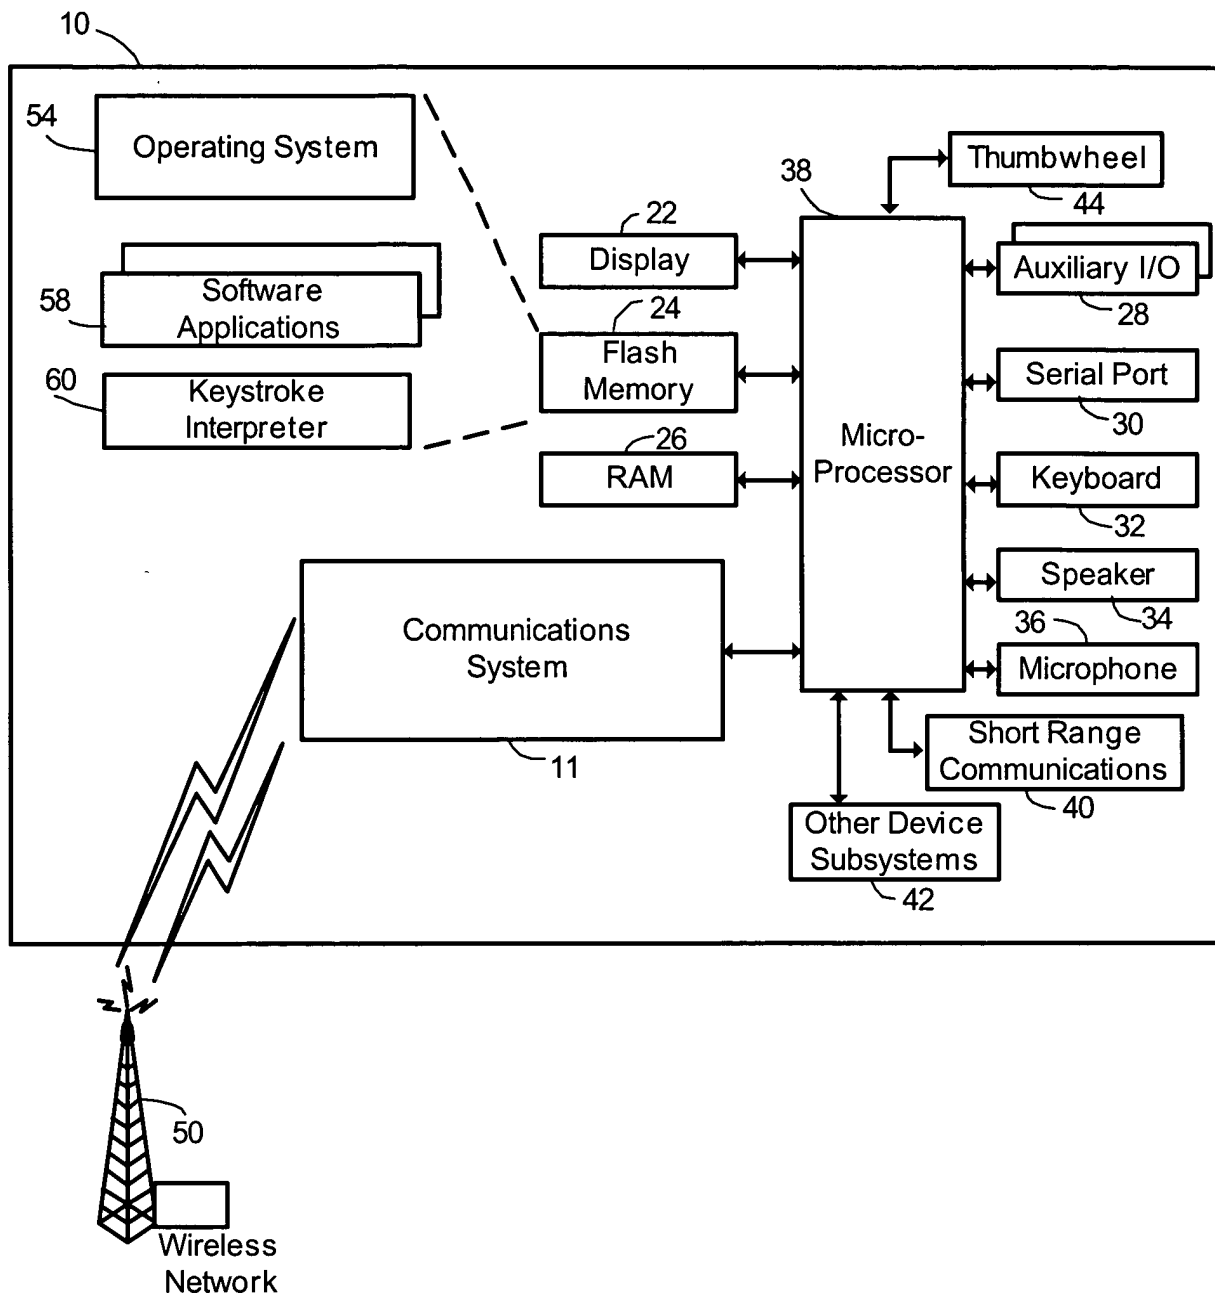 10
54
Operating System
Thumbwheel
44
38
22
Display
Auxiliary I/O
28
Software
Applications
58
24
Flash
Memory
Serial Port
30
60
Keystroke
Interpreter
26
RAM
Micro-
Processor
Keyboard
32
Speaker
34
36
Microphone
Communications
System
11
Short Range
Communications
40
Other Device
Subsystems
42
50
Wireless
Network